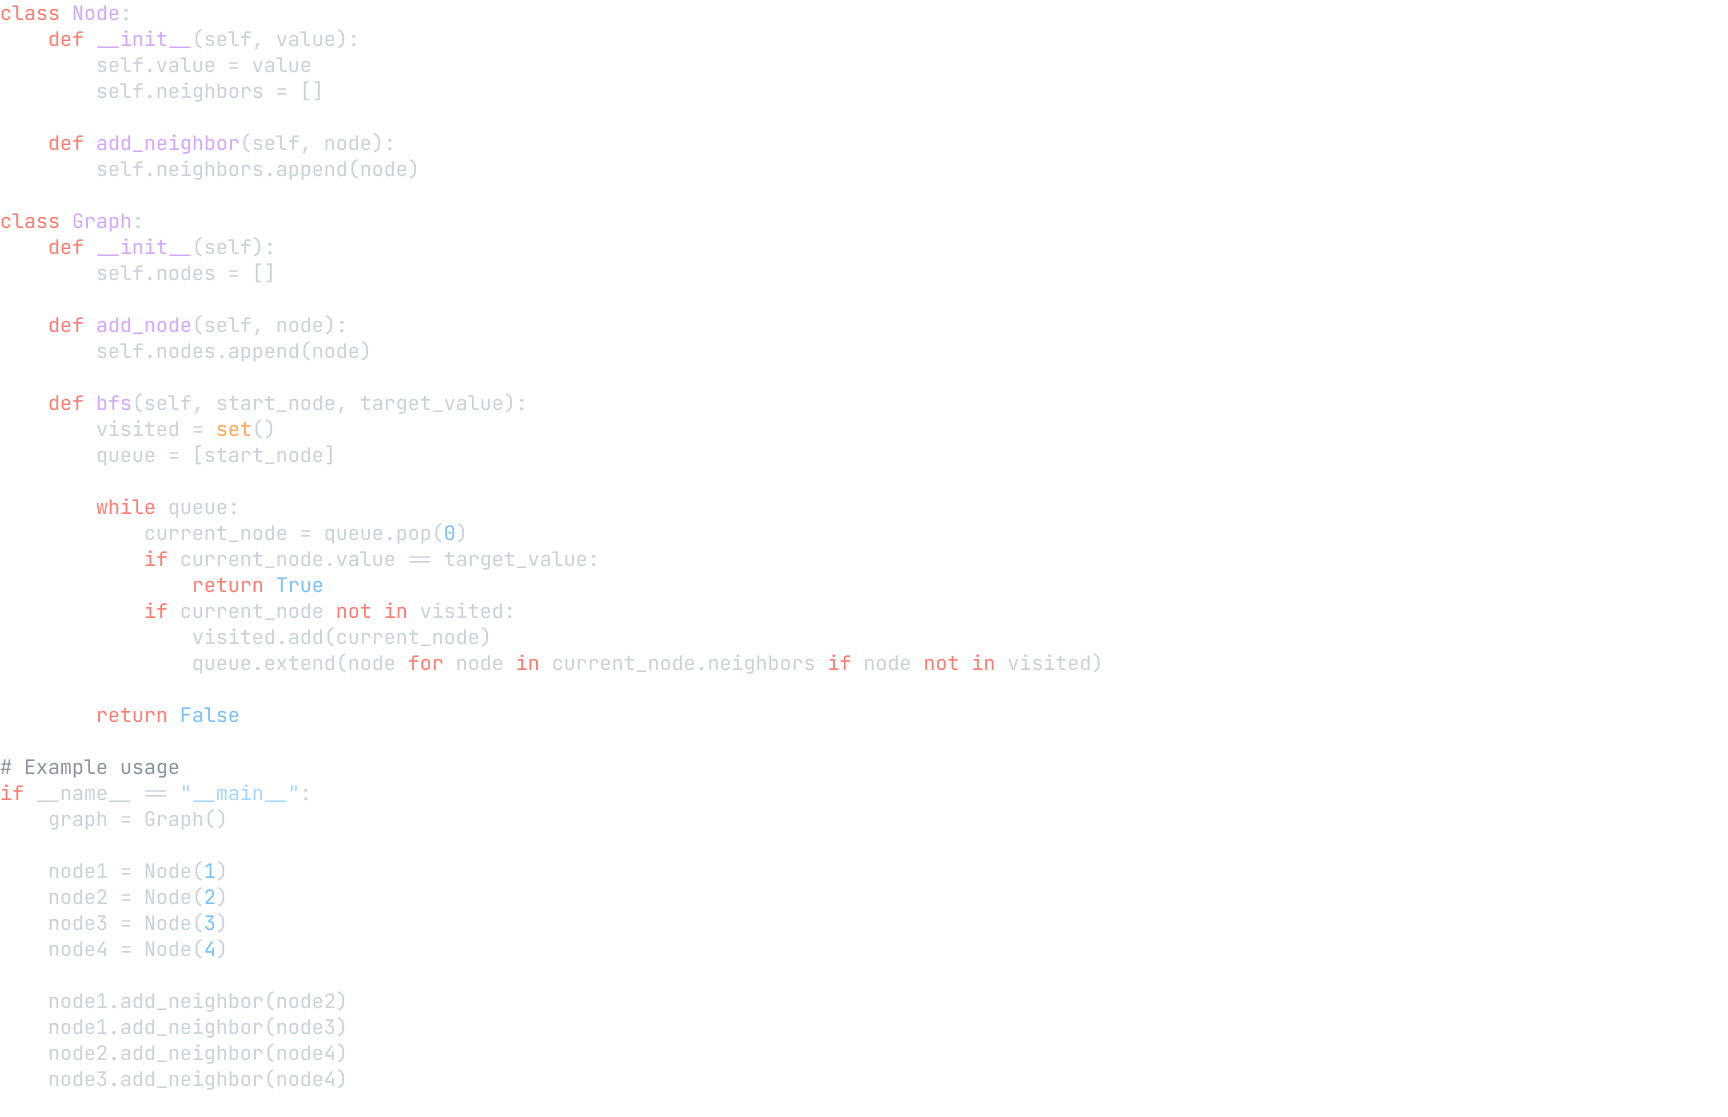 class Node:
    def __init__(self, value):
        self.value = value
        self.neighbors = []

    def add_neighbor(self, node):
        self.neighbors.append(node)

class Graph:
    def __init__(self):
        self.nodes = []

    def add_node(self, node):
        self.nodes.append(node)

    def bfs(self, start_node, target_value):
        visited = set()
        queue = [start_node]

        while queue:
            current_node = queue.pop(0)
            if current_node.value == target_value:
                return True
            if current_node not in visited:
                visited.add(current_node)
                queue.extend(node for node in current_node.neighbors if node not in visited)

        return False

# Example usage
if __name__ == "__main__":
    graph = Graph()

    node1 = Node(1)
    node2 = Node(2)
    node3 = Node(3)
    node4 = Node(4)

    node1.add_neighbor(node2)
    node1.add_neighbor(node3)
    node2.add_neighbor(node4)
    node3.add_neighbor(node4)